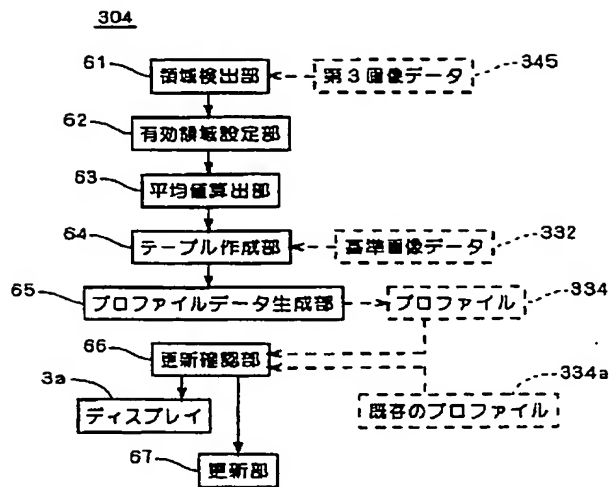 304
61 領域検出部 第3画像データ 345
62 有効領域設定部
63 平均値算出部
64 テーブル作成部 基準画像データ 332
65 プロファイルデータ生成部 プロファイル 334
66 更新確認部
3a 334a
ディスプレイ 既存のプロファイル
67 更新部